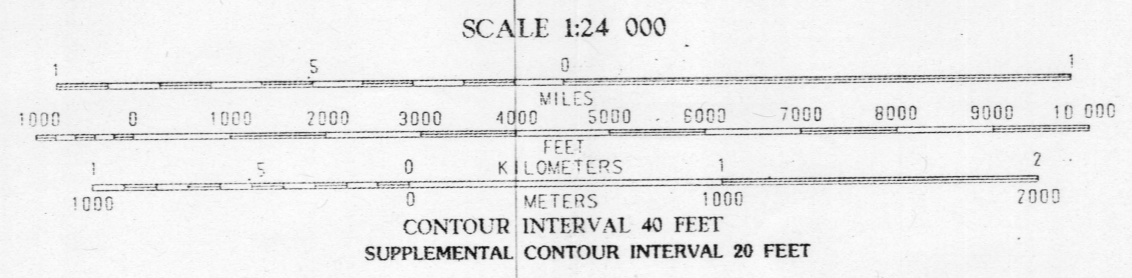 SCALE 1:24 000
1 5 0 1
MILES
1000 0 1000 2000 3000 4000 5000 6000 7000 8000 9000 10 000
FEET
KILOMETERS
1 5 0 1 2
1000 0 METERS 1000 2000
CONTOUR INTERVAL 40 FEET
SUPPLEMENTAL CONTOUR INTERVAL 20 FEET